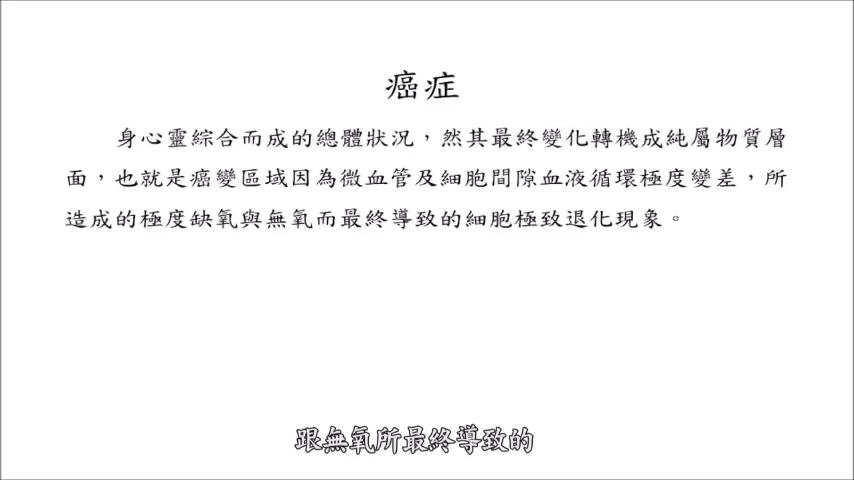 癌症
身心靈綜合而成的總體狀況，然其最終變化轉機成純屬物質層
面，也就是癌變區域因為微血管及細胞間隙血液循環極度變差，所
造成的極度缺氧與無氧而最終導致的細胞極致退化現象。
跟無氧所最終導致的